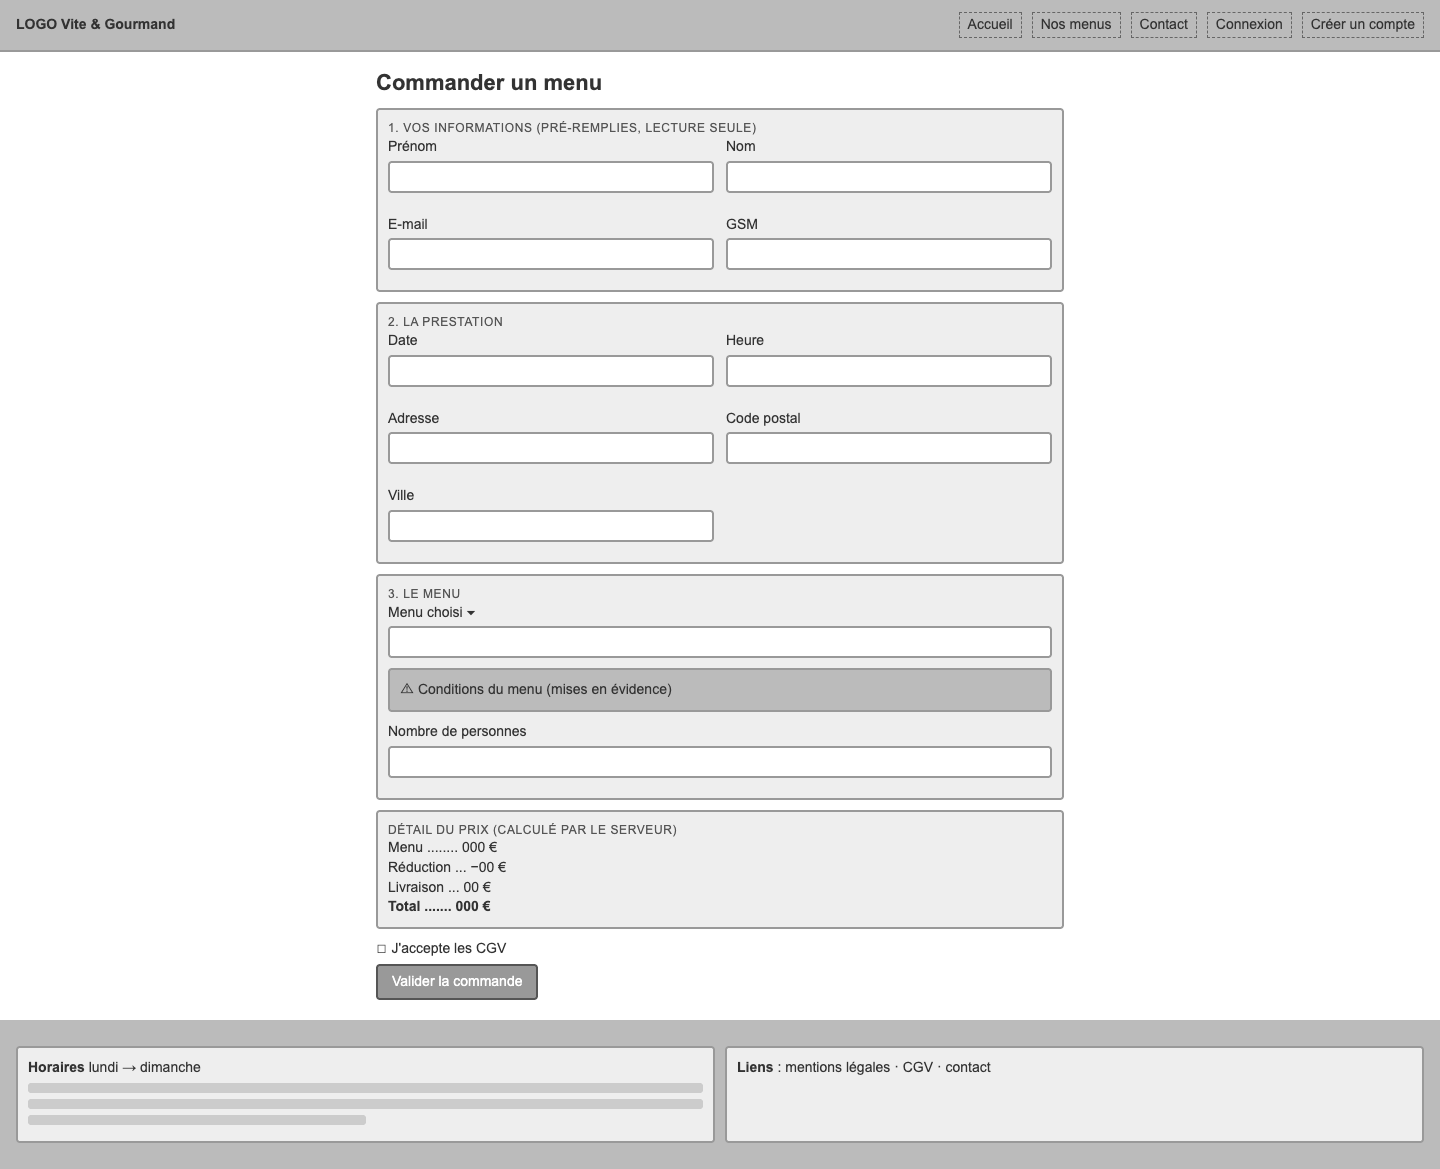 LOGO Vite & Gourmand
Accueil
Nos menus
Contact
Connexion
Créer un compte
Commander un menu
1. VOS INFORMATIONS (PRÉ-REMPLIES, LECTURE SEULE)
Prénom
Nom
E-mail
GSM
2. LA PRESTATION
Date
Heure
Adresse
Code postal
Ville
3. LE MENU
Menu choisi ▾
⚠ Conditions du menu (mises en évidence)
Nombre de personnes
DÉTAIL DU PRIX (CALCULÉ PAR LE SERVEUR)
Menu ........ 000 €
Réduction ... −00 €
Livraison ... 00 €
Total ....... 000 €
☐ J'accepte les CGV
Valider la commande
Horaires lundi → dimanche
Liens : mentions légales · CGV · contact